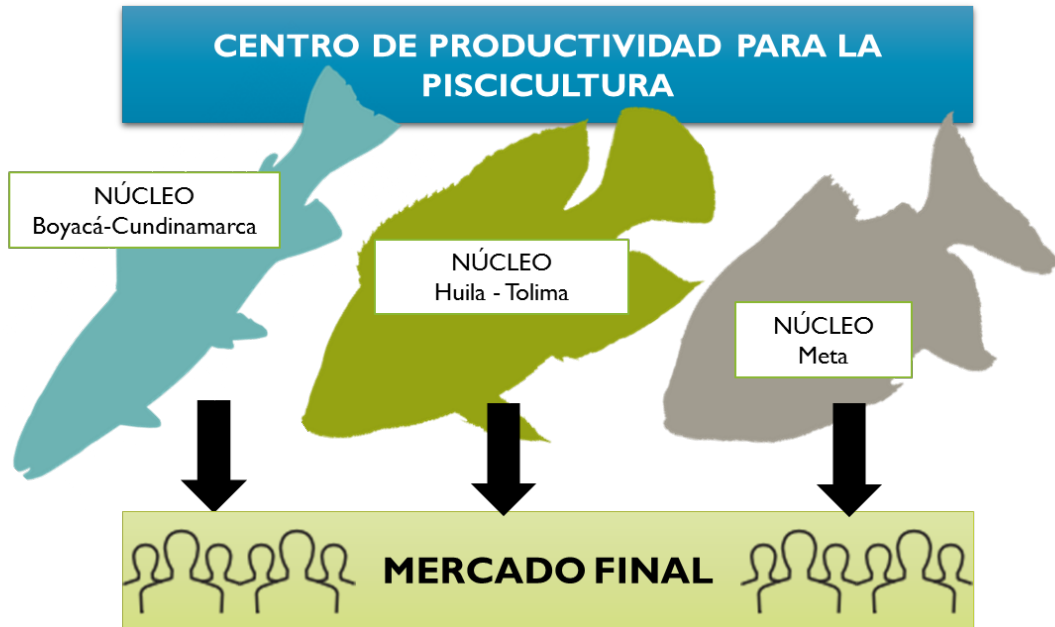 CENTRO DE PRODUCTIVIDAD PARA LA
PISCICULTURA
NÚCLEO
Boyacá-Cundinamarca
NÚCLEO
Huila - Tolima
NÚCLEO
Meta
MERCADO FINAL